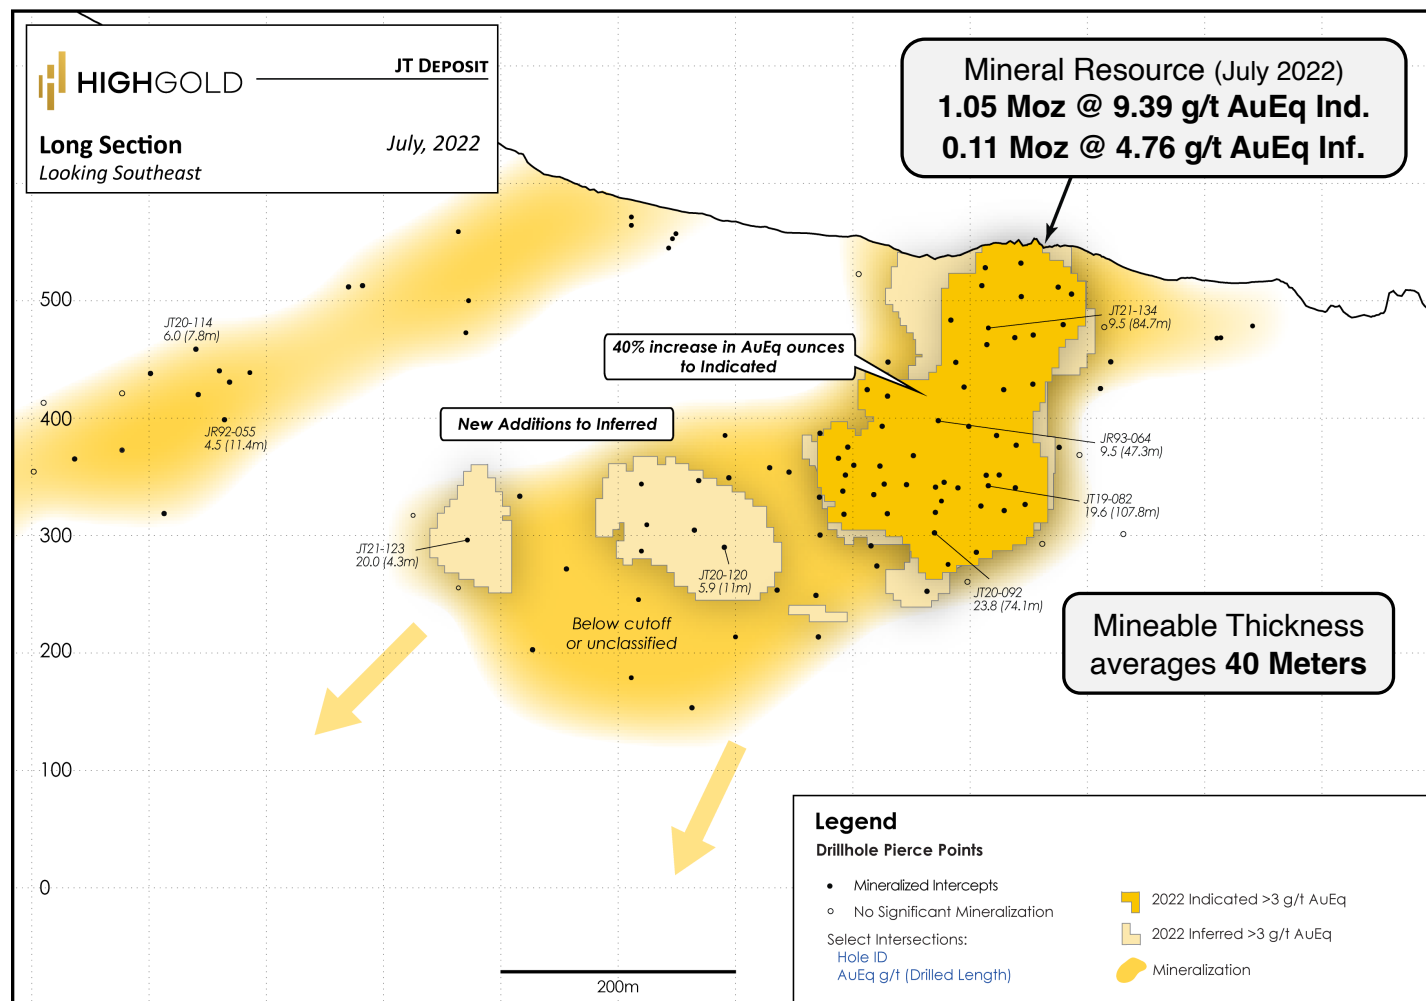 HIGHGOLD
JT DEPOSIT
Long Section
July, 2022
Looking Southeast
Mineral Resource (July 2022)
1.05 Moz @ 9.39 g/t AuEq Ind.
0.11 Moz @ 4.76 g/t AuEq Inf.
500
400
300
200
100
0
JT20-114
6.0 (7.8m)
JR92-055
4.5 (11.4m)
40% increase in AuEq ounces
to Indicated
New Additions to Inferred
JT21-134
9.5 (84.7m)
JR93-064
9.5 (47.3m)
JT19-082
19.6 (107.8m)
JT21-123
20.0 (4.3m)
JT20-120
5.9 (11m)
JT20-092
23.8 (74.1m)
Below cutoff
or unclassified
Mineable Thickness
averages 40 Meters
200m
Legend
Drillhole Pierce Points
Mineralized Intercepts
No Significant Mineralization
Select Intersections:
Hole ID
AuEq g/t (Drilled Length)
2022 Indicated >3 g/t AuEq
2022 Inferred >3 g/t AuEq
Mineralization